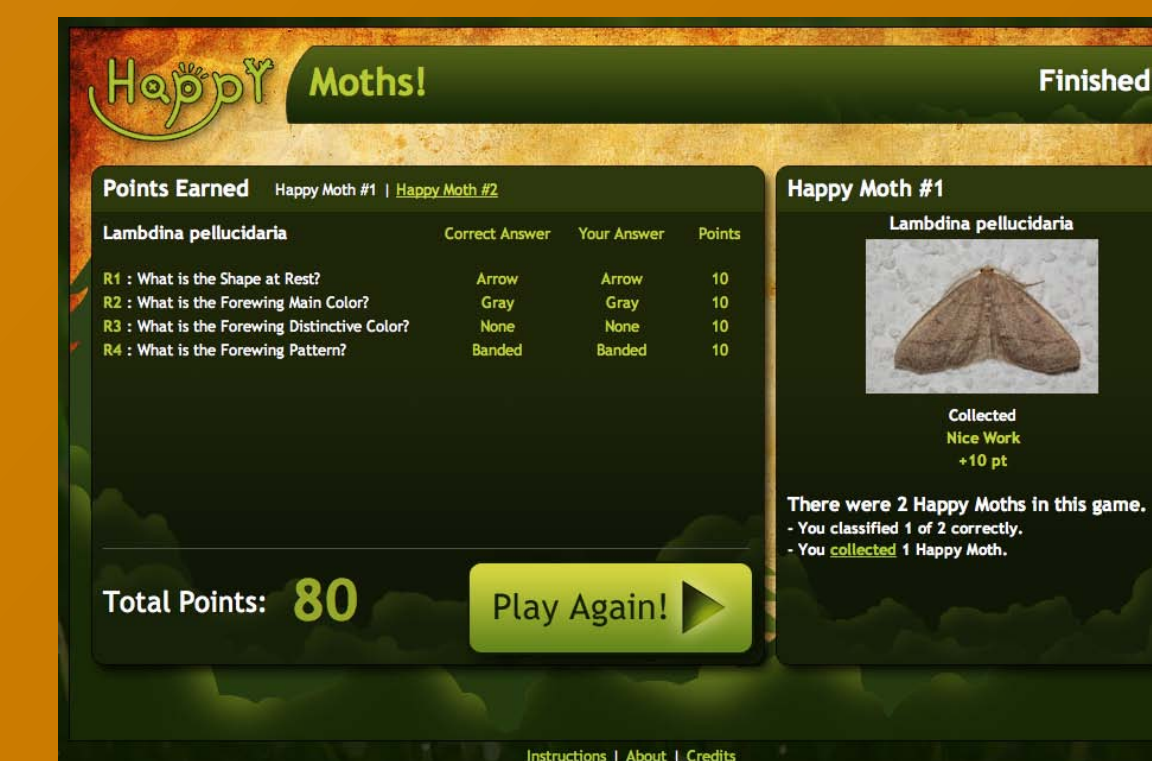 Happy Moths!
Finished
Points Earned Happy Moth #1 | Happy Moth #2
Lambdina pellucidaria Correct Answer Your Answer Points
R1 : What is the Shape at Rest? Arrow Arrow 10
R2 : What is the Forewing Main Color? Gray Gray 10
R3 : What is the Forewing Distinctive Color? None None 10
R4 : What is the Forewing Pattern? Banded Banded 10
Total Points: 80
Play Again!
Happy Moth #1
Lambdina pellucidaria
Collected
Nice Work
+10 pt
There were 2 Happy Moths in this game.
- You classified 1 of 2 correctly.
- You collected 1 Happy Moth.
Instructions | About | Credits